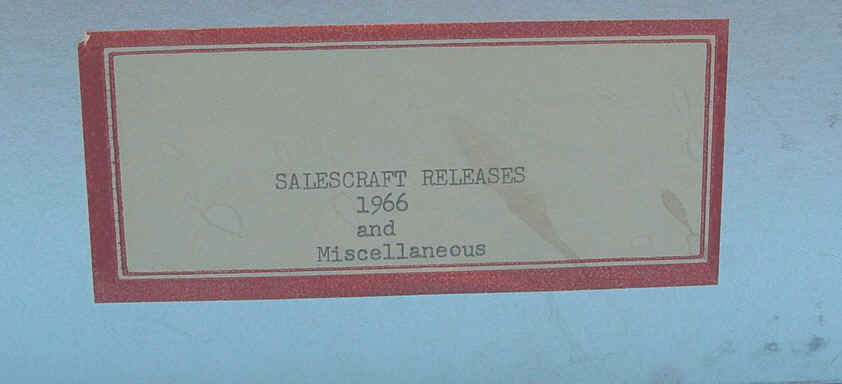 SALESCRAFT RELEASES
1966
and
Miscellaneous